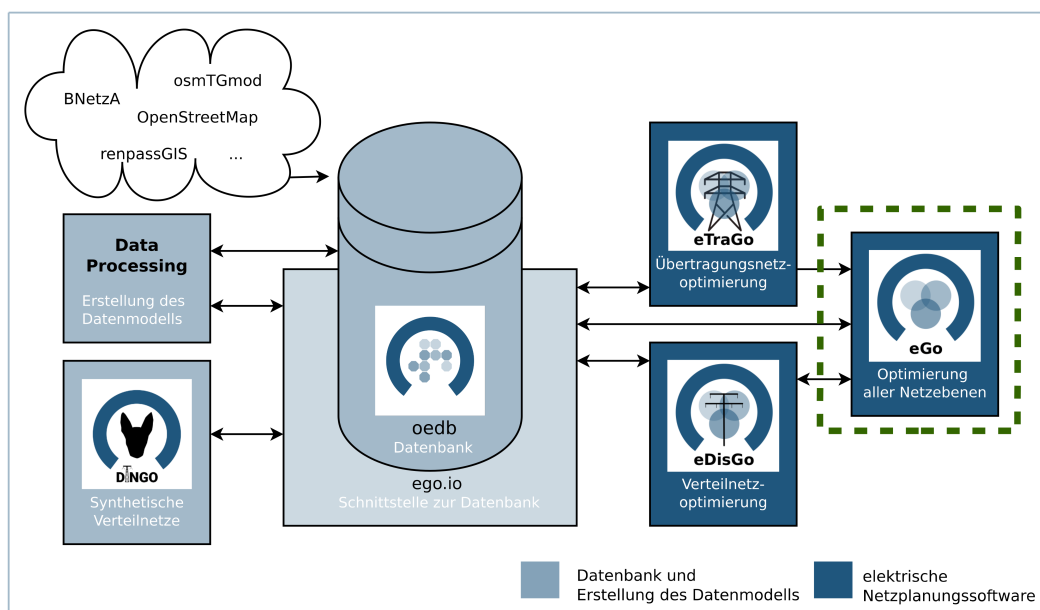 osmTGmod
BNetzA
OpenStreetMap
renpassGIS ...
Data
Processing
Erstellung des
Datenmodells
DINGO
Synthetische
Verteilnetze
oedb
Datenbank
ego.io
Schnittstelle zur Datenbank
eTraGo
Übertragungsnetz-
optimierung
eDisGo
Verteilnetz-
optimierung
eGo
Optimierung
aller Netzebenen
Datenbank und
Erstellung des Datenmodells
elektrische
Netzplanungssoftware